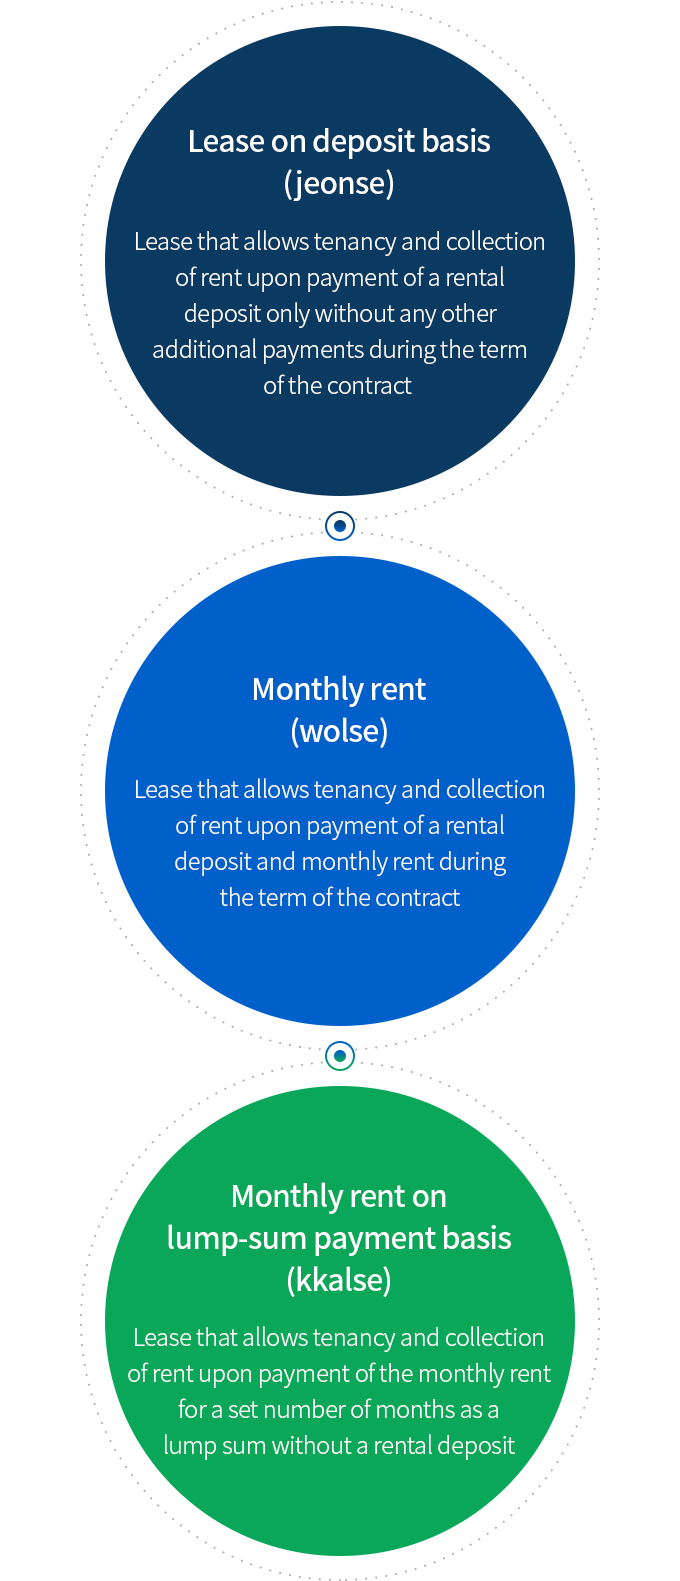 Lease on deposit basis
(jeonse)
Lease that allows tenancy and collection
of rent upon payment of a rental
deposit only without any other
additional payments during the term
of the contract
Monthly rent
(wolse)
Lease that allows tenancy and collection
of rent upon payment of a rental
deposit and monthly rent during
the term of the contract
Monthly rent on
lump-sum payment basis
(kkalse)
Lease that allows tenancy and collection
of rent upon payment of the monthly rent
for a set number of months as a
lump sum without a rental deposit